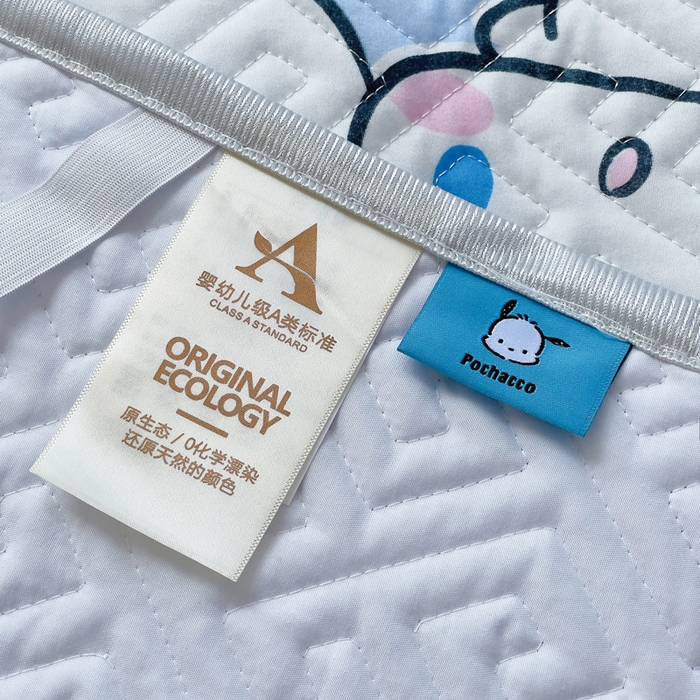 A
婴幼儿级A类标准
CLASS A STANDARD
ORIGINAL
ECOLOGY
原生态 / 0化学漂染
还原天然的颜色
Pochacco